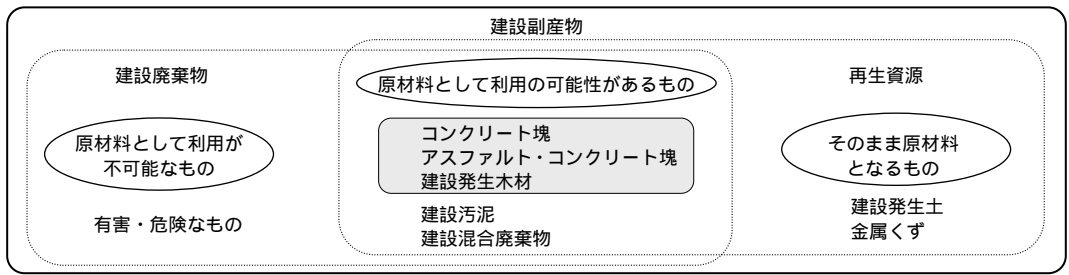 建設副産物
建設廃棄物
原材料として利用の可能性があるもの
再生資源
原材料として利用が
不可能なもの
コンクリート塊
アスファルト・コンクリート塊
建設発生木材
そのまま原材料
となるもの
有害・危険なもの
建設汚泥
建設混合廃棄物
建設発生土
金属くず